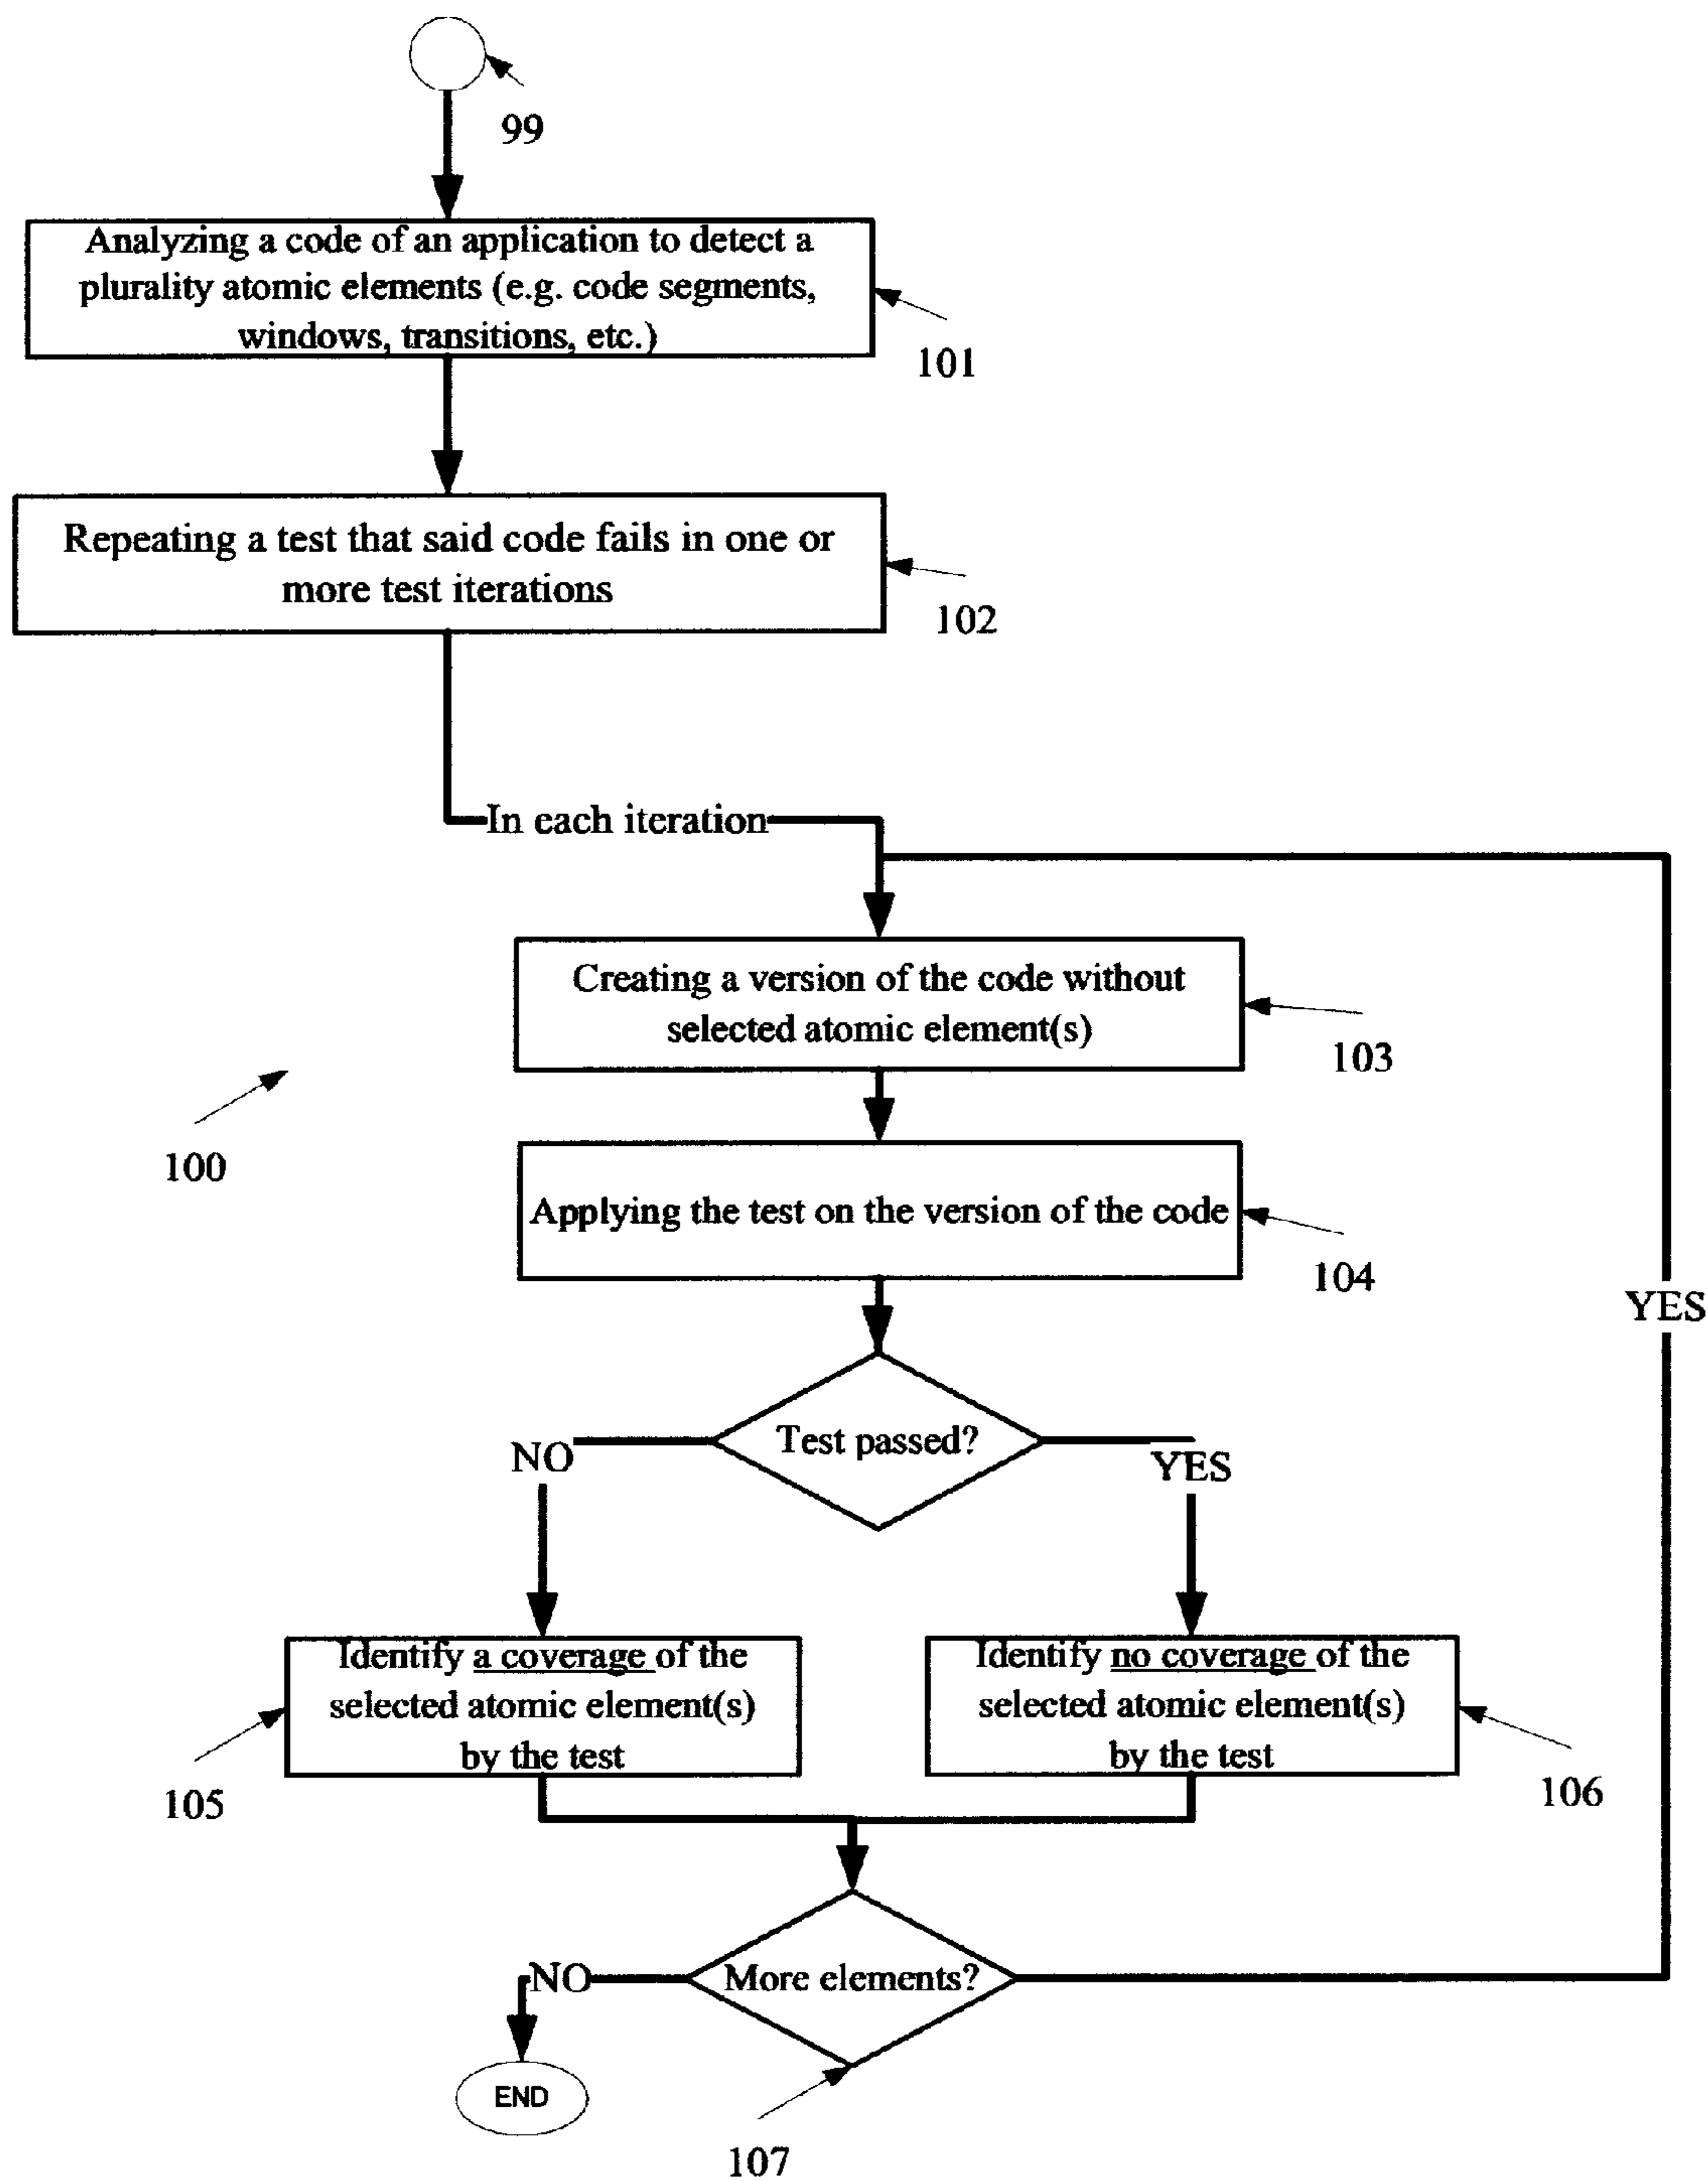 99
Analyzing a code of an application to detect a
plurality atomic elements (e.g. code segments,
windows, transitions, etc.)
101
Repeating a test that said code fails in one or
more test iterations
102
In each iteration
Creating a version of the code without
selected atomic element(s)
103
100
Applying the test on the version of the code
104
YES
Test passed?
NO
YES
Identify a coverage of the
selected atomic element(s)
by the test
105
Identify no coverage of the
selected atomic element(s)
by the test
106
More elements?
NO
END
107